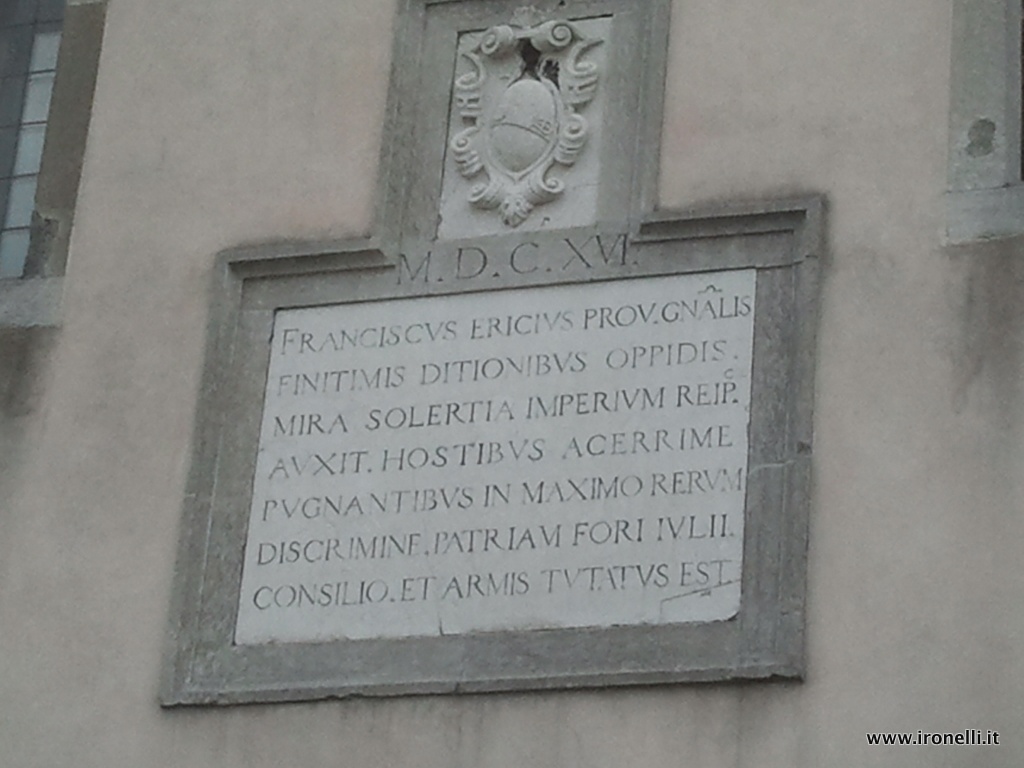 M.D.C.XVI.
FRANCISCVS ERICIVS PROV.GÑALIS
FINITIMIS DITIONIBVS OPPIDIS.
MIRA SOLERTIA IMPERIVM REIP.
AVXIT. HOSTIBVS ACERRIME
PVGNANTIBVS IN MAXIMO RERVM
DISCRIMINE. PATRIAM FORI IVLII.
CONSILIO. ET ARMIS TVTATVS EST
www.ironelli.it